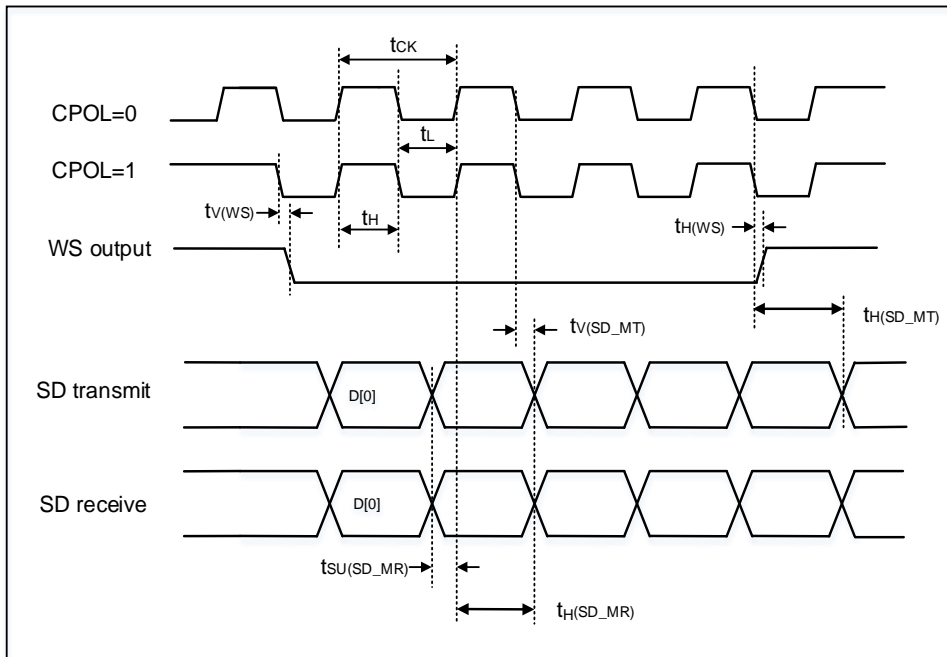 tCK
CPOL=0
tL
CPOL=1
tV(WS)
tH
tH(WS)
WS output
tH(SD_MT)
tV(SD_MT)
SD transmit
D[0]
SD receive
D[0]
tSU(SD_MR)
tH(SD_MR)